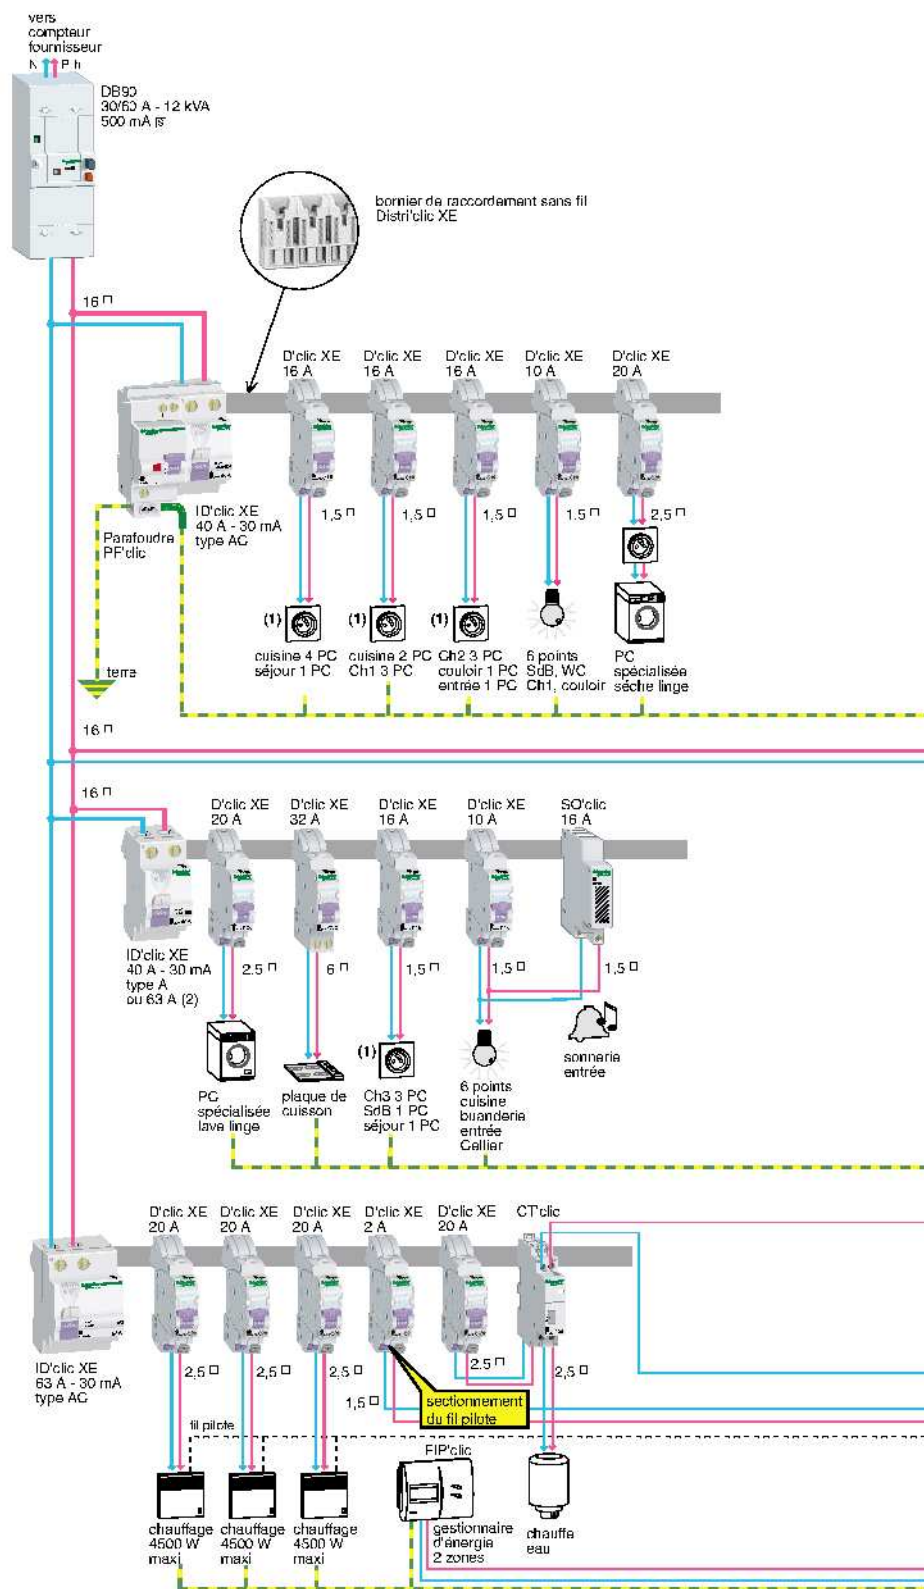 vers
compteur
fournisseur
N Ph
DB90
30/60 A - 12 kVA
500 mA S
bornier de raccordement sans fil
Distri'clic XE
16 □
D'clic XE
16 A
D'clic XE
16 A
D'clic XE
16 A
D'clic XE
10 A
D'clic XE
20 A
1,5 □
1,5 □
1,5 □
1.5 □
2,5 □
ID'clic XE
40 A - 30 mA
type AC
Parafoudre
PF'clic
terre
(1)
(1)
(1)
cuisine 4 PC
séjour 1 PC
cuisine 2 PC
Ch1 3 PC
Ch2 3 PC
couloir 1 PC
entrée 1 PC
6 points
SdB, WC
Ch1, couloir
PC
spécialisée
sèche linge
16 □
16 □
D'clic XE
20 A
D'clic XE
32 A
D'clic XE
16 A
D'clic XE
10 A
SO'clic
16 A
ID'clic XE
40 A - 30 mA
type A
ou 63 A (2)
2.5 □
6 □
1,5 □
1,5 □
1,5 □
(1)
PC
spécialisée
lave linge
plaque de
cuisson
Ch3 3 PC
SdB 1 PC
séjour 1 PC
6 points
cuisine
buanderie
entrée
Cellier
sonnerie
entrée
D'clic XE
20 A
D'clic XE
20 A
D'clic XE
20 A
D'clic XE
2 A
D'clic XE
20 A
CT'clic
ID'clic XE
63 A - 30 mA
type AC
2,5 □
2,5 □
2,5 □
1,5 □
2.5 □
2,5 □
sectionnement
du fil pilote
fil pilote
FIP'clic
chauffage
4500 W
maxi
chauffage
4500 W
maxi
chauffage
4500 W
maxi
gestionnaire
d'énergie
2 zones
chauffe
eau